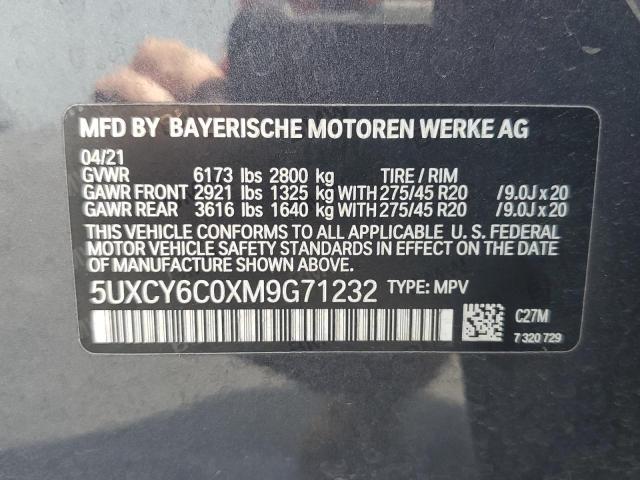 MFD BY BAYERISCHE MOTOREN WERKE AG
04/21
GVWR 6173 lbs 2800 kg TIRE / RIM
GAWR FRONT 2921 lbs 1325 kg WITH 275/45 R20 /9.0J x 20
GAWR REAR 3616 lbs 1640 kg WITH 275/45 R20 /9.0J x 20
THIS VEHICLE CONFORMS TO ALL APPLICABLE U. S. FEDERAL
MOTOR VEHICLE SAFETY STANDARDS IN EFFECT ON THE DATE
OF MANUFACTURE SHOWN ABOVE.
5UXCY6C0XM9G71232 TYPE: MPV
C27M
7 320 729